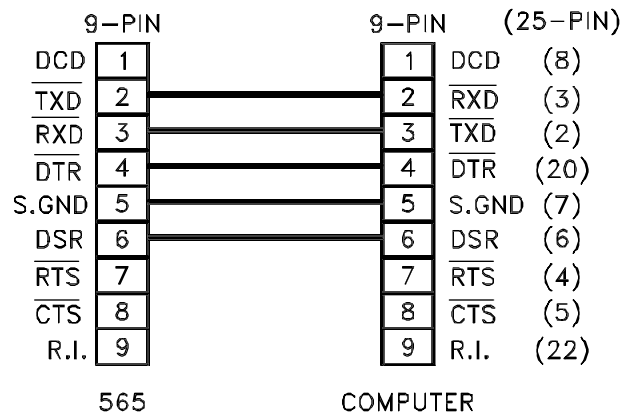 9-PIN 9-PIN (25-PIN)
DCD 1 1 DCD (8)
TXD 2 2 RXD (3)
RXD 3 3 TXD (2)
DTR 4 4 DTR (20)
S.GND 5 5 S.GND (7)
DSR 6 6 DSR (6)
RTS 7 7 RTS (4)
CTS 8 8 CTS (5)
R.I. 9 9 R.I. (22)
565 COMPUTER